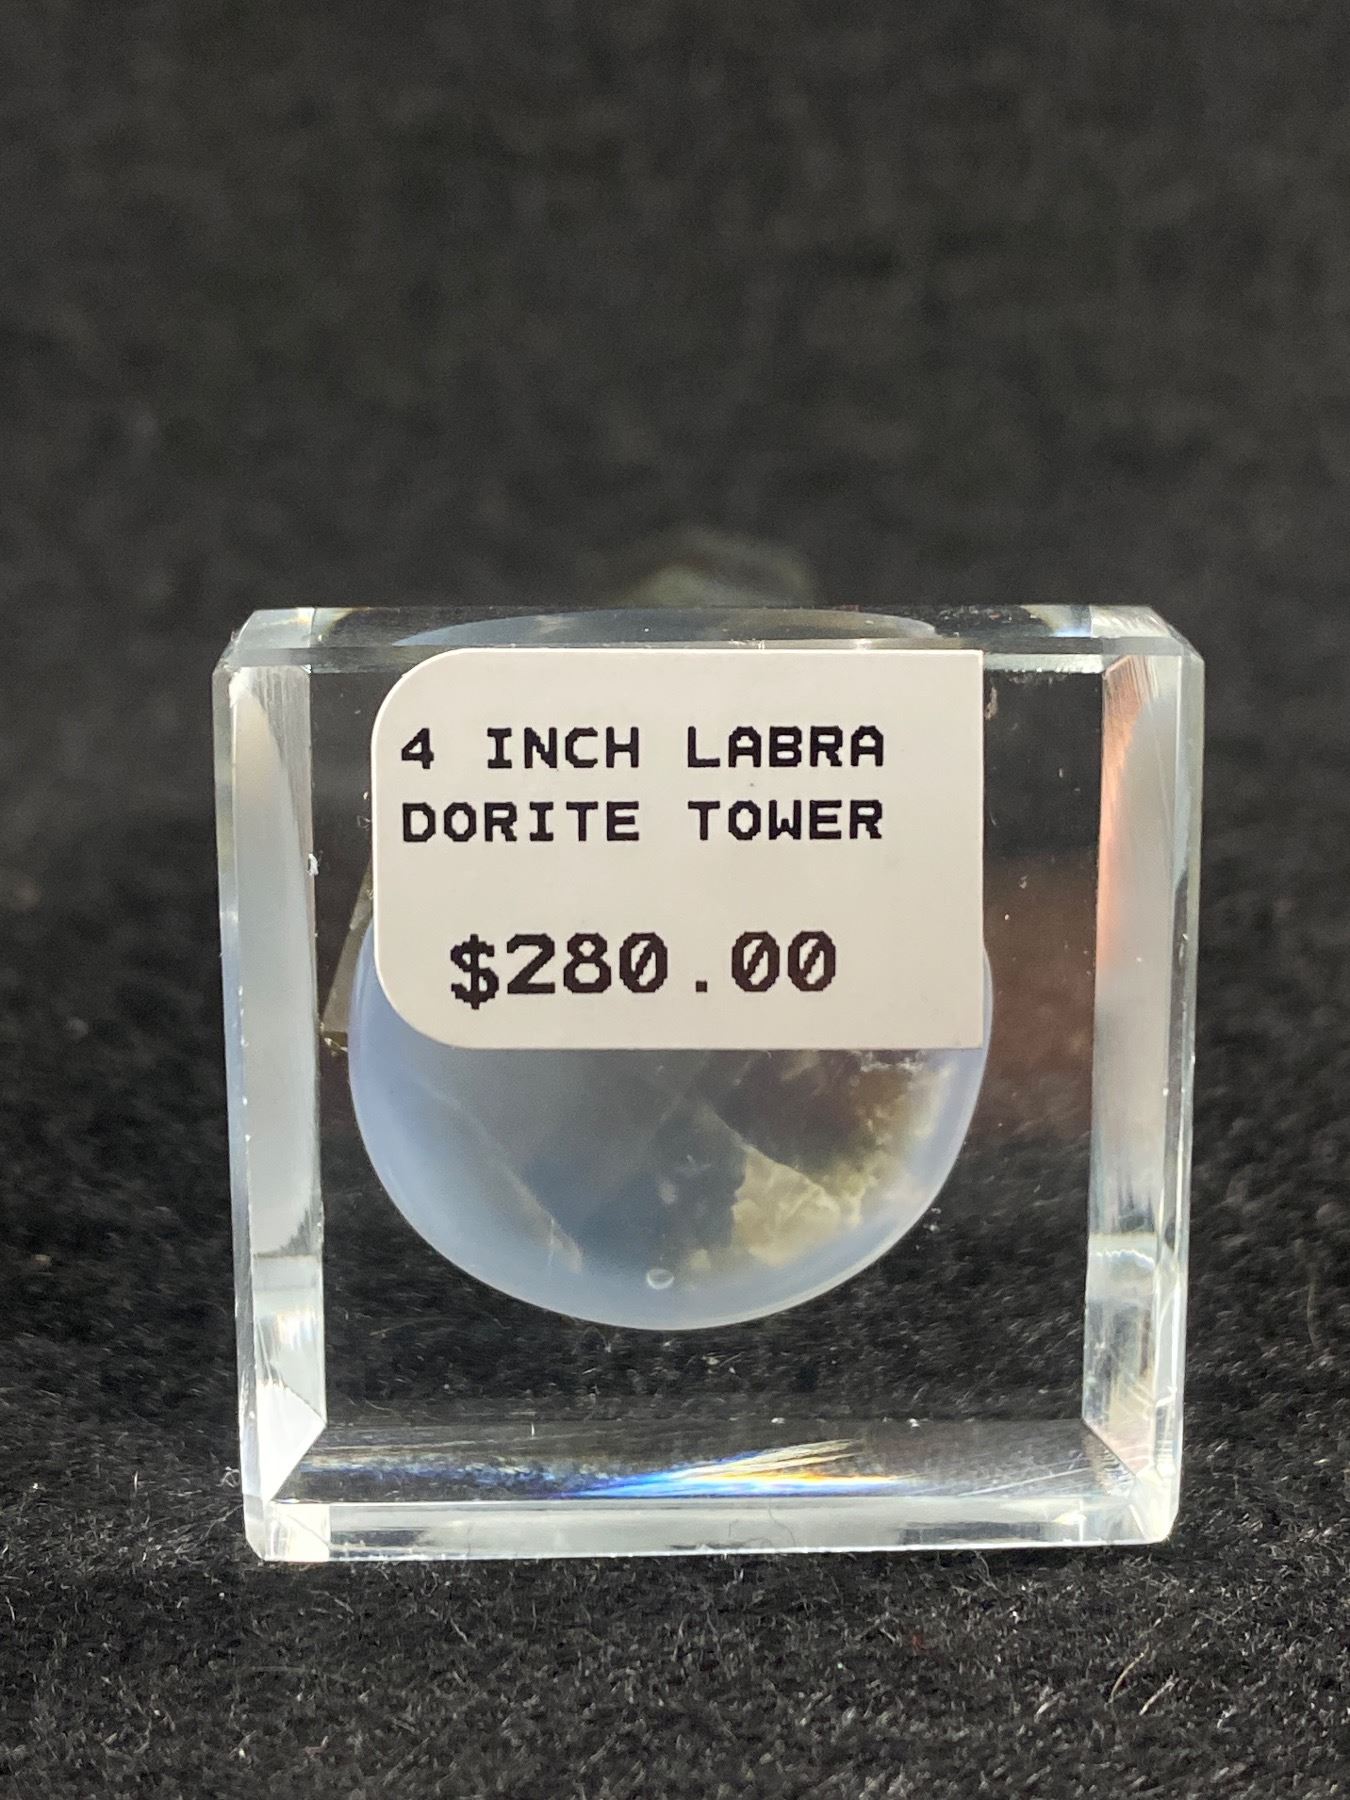 4 INCH LABRA
DORITE TOWER
$280.00